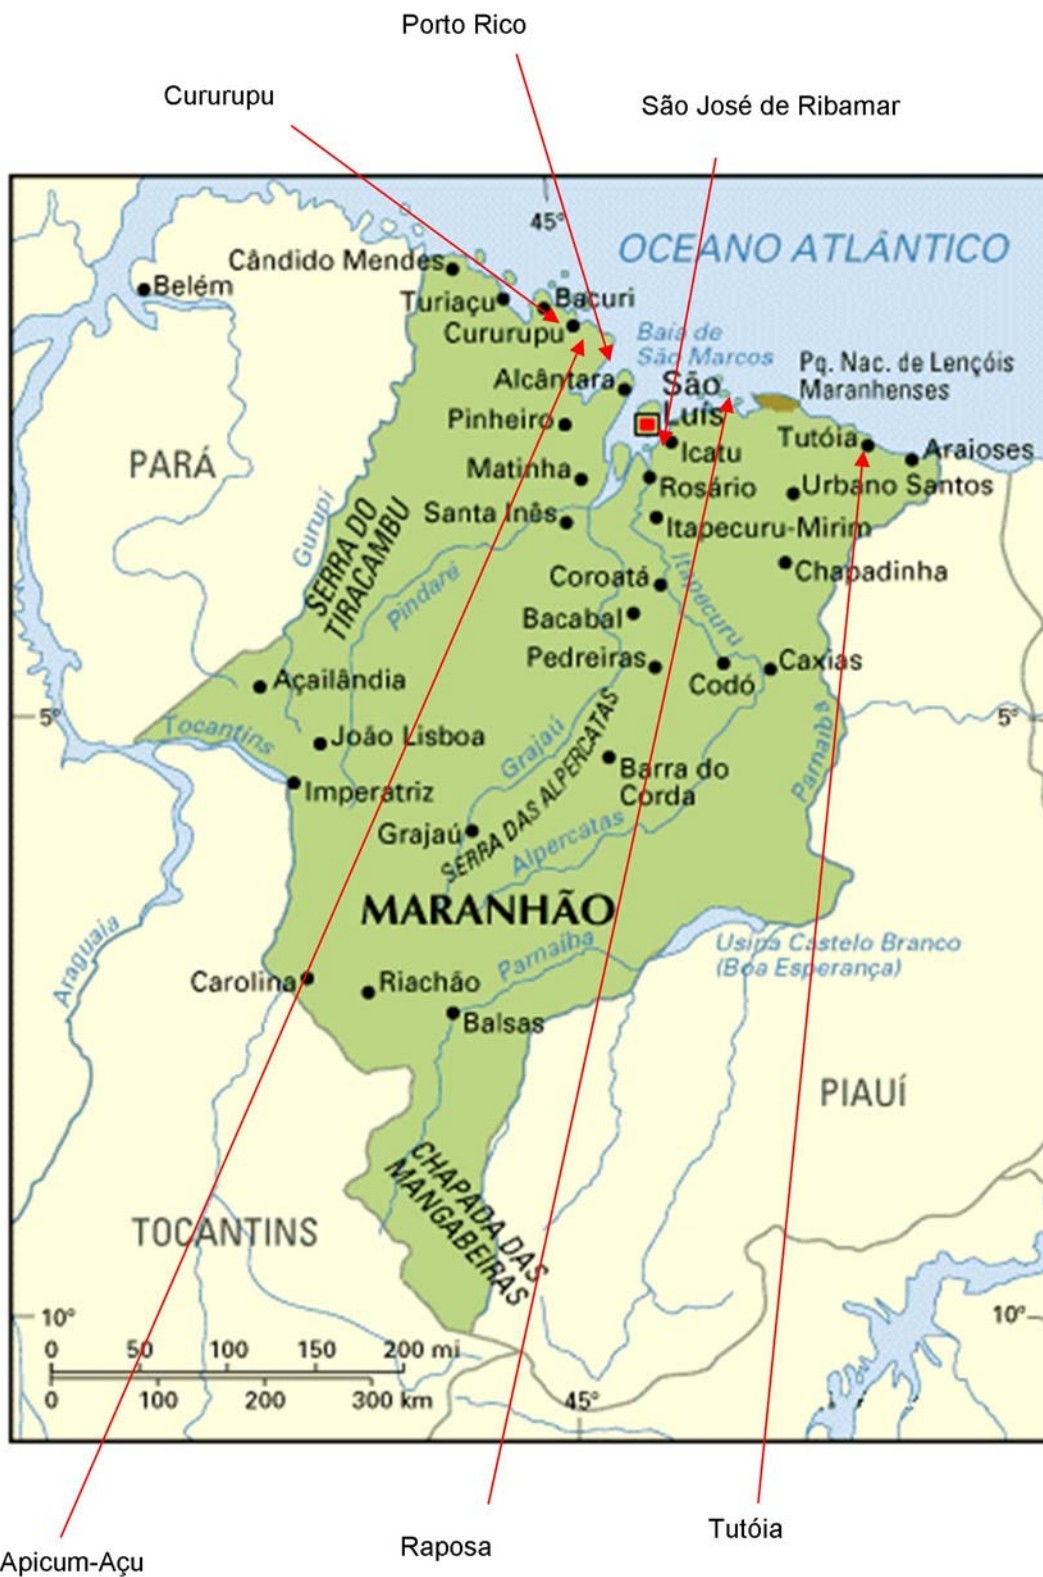 Porto Rico
Cururupu
São José de Ribamar
45°
OCEANO ATLÂNTICO
Cândido Mendes
Belém
Turiaçu
Bacuri
Cururupu
Baía de
São Marcos
Pq. Nac. de Lençóis
Maranhenses
Alcântara
São
Luís
Pinheiro
Tutóia
Araioses
Icatu
PARÁ
Matinha
Rosário
Urbano Santos
Santa Inês
Itapecuru-Mirim
Gurupi
SERRA DO
TIRACAMBU
Pindaré
Coroatá
Itapecuru
Chapadinha
Bacabal
Pedreiras
Codó
Caxias
Açailândia
5°
5°
Tocantins
João Lisboa
Grajaú
SERRA DAS ALPERCATAS
Parnaíba
Imperatriz
Barra do
Corda
Grajaú
Alpercatas
MARANHÃO
Araguaia
Parnaíba
Usina Castelo Branco
(Boa Esperança)
Carolina
Riachão
Balsas
PIAUÍ
CHAPADA DAS
MANGABEIRAS
TOCANTINS
10°
10°
0 50 100 150 200 mi
0 100 200 300 km
45°
Apicum-Açu
Raposa
Tutóia